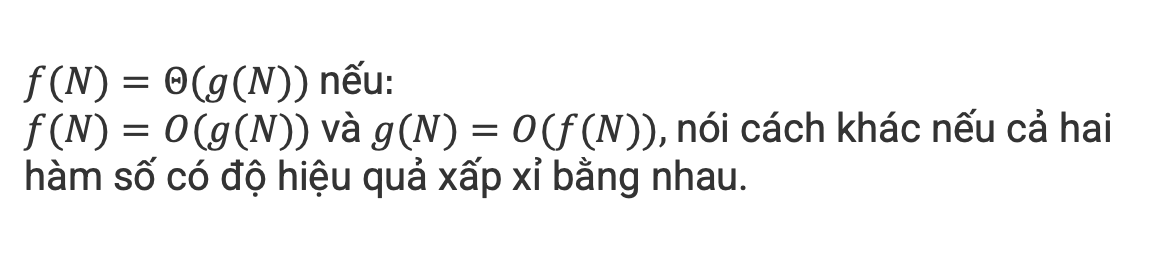 f(N) = Θ(g(N)) nếu:
f(N) = O(g(N)) và g(N) = O(f(N)), nói cách khác nếu cả hai
hàm số có độ hiệu quả xấp xỉ bằng nhau.